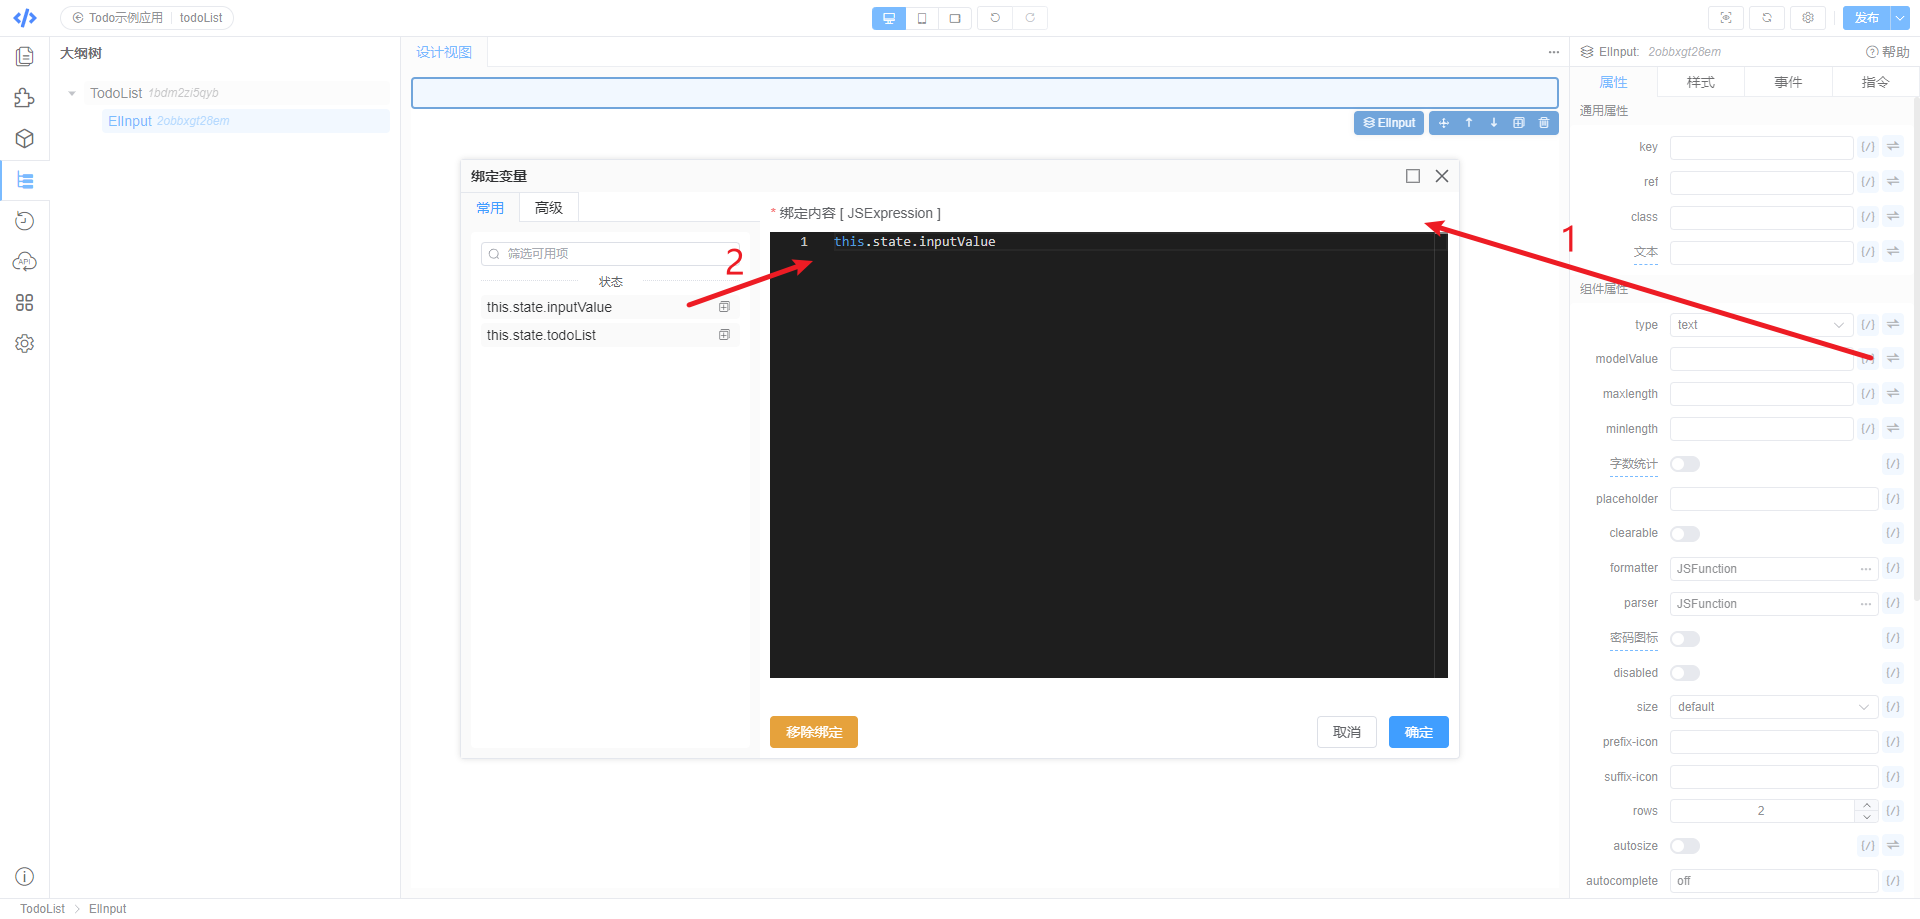 Todo示例应用 todoList
发布
大纲树
TodoList 1bdm2zi5qyb
ElInput 2obbxgt28em
设计视图
ElInput
绑定变量
常用 高级
筛选可用项
状态
this.state.inputValue
this.state.todoList
* 绑定内容 [ JSExpression ]
1 this.state.inputValue
移除绑定
取消 确定
1
2
ElInput: 2obbxgt28em
帮助
属性 样式 事件 指令
通用属性
key {/}
ref {/}
class {/}
文本 {/}
组件属性
type text {/}
modelValue {/}
maxlength {/}
minlength {/}
字数统计 {/}
placeholder {/}
clearable {/}
formatter JSFunction ... {/}
parser JSFunction ... {/}
密码图标 {/}
disabled {/}
size default {/}
prefix-icon {/}
suffix-icon {/}
rows 2 {/}
autosize {/}
autocomplete off {/}
API
TodoList > ElInput